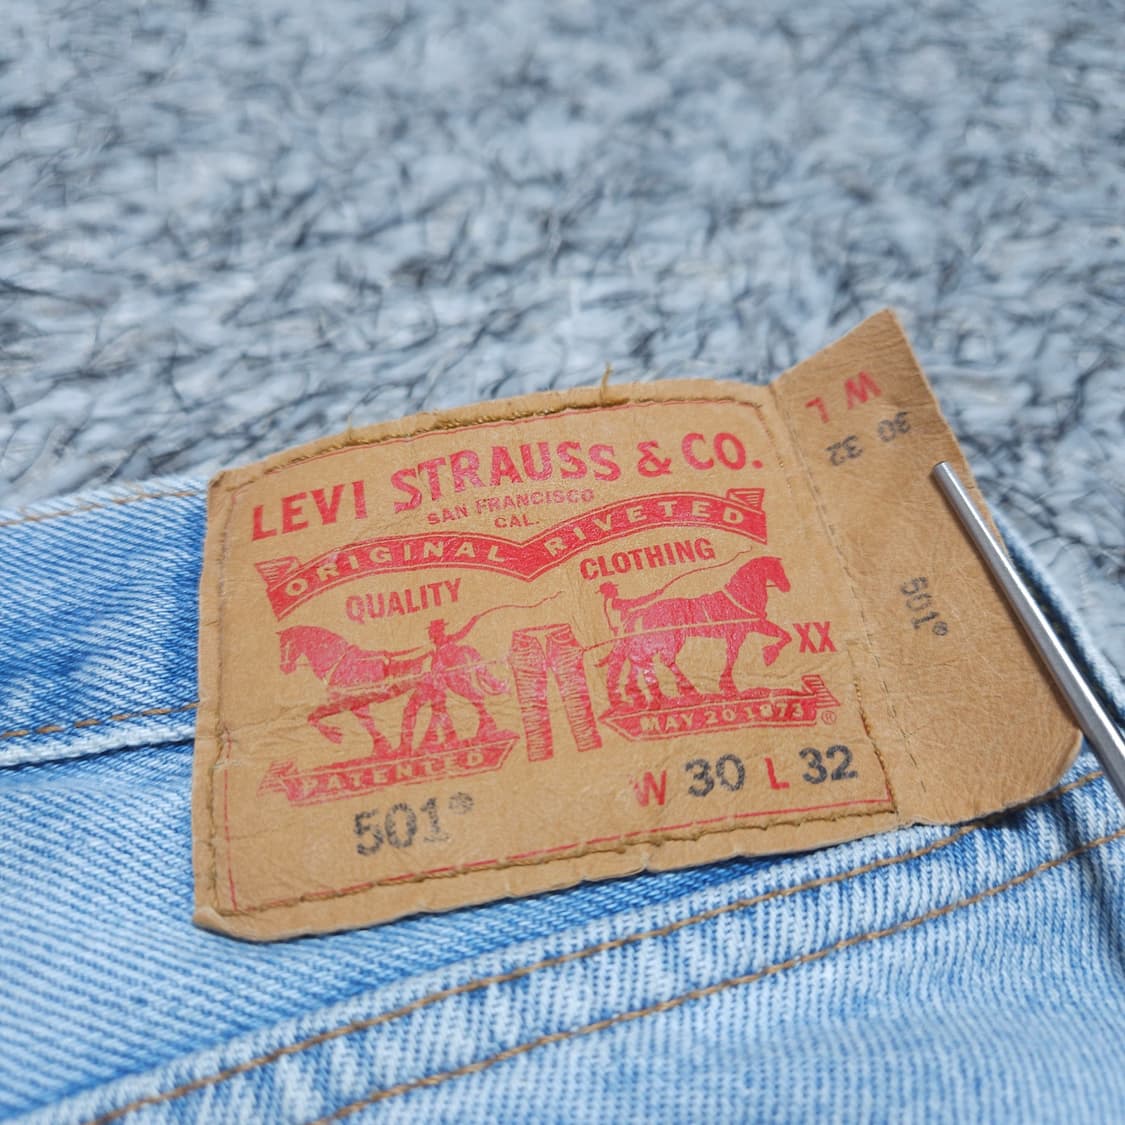 LEVI STRAUSS & CO.
SAN FRANCISCO
CAL.
ORIGINAL RIVETED
QUALITY CLOTHING
XX
PATENTED MAY 20 1873 ®
501® W 30 L 32
W L
30 32
501®